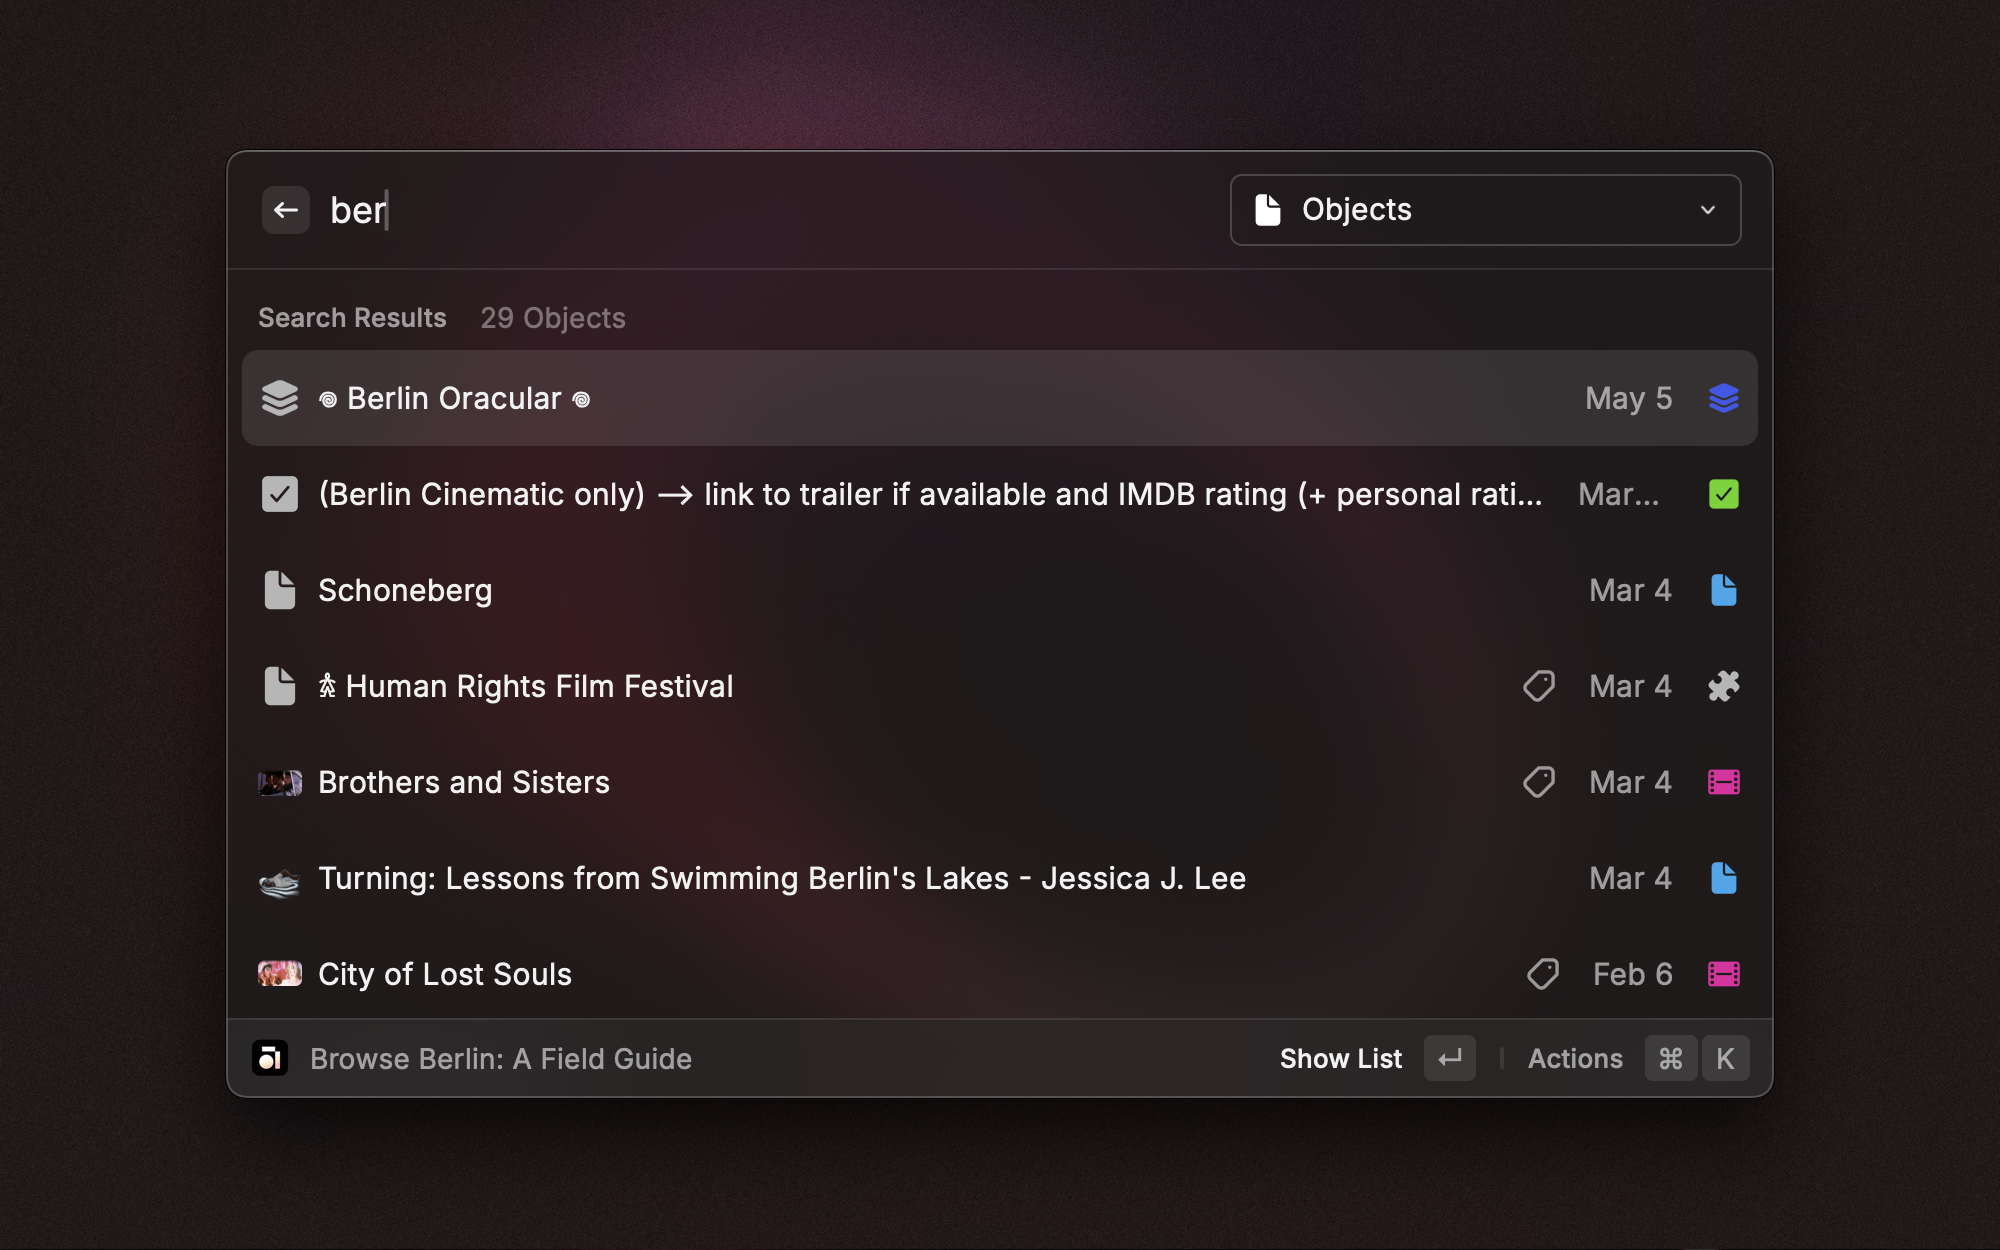 ber
Objects
Search Results 29 Objects
Berlin Oracular May 5
(Berlin Cinematic only) → link to trailer if available and IMDB rating (+ personal rati... Mar...
Schoneberg Mar 4
Human Rights Film Festival Mar 4
Brothers and Sisters Mar 4
Turning: Lessons from Swimming Berlin's Lakes - Jessica J. Lee Mar 4
City of Lost Souls Feb 6
Browse Berlin: A Field Guide Show List ↵ Actions ⌘ K